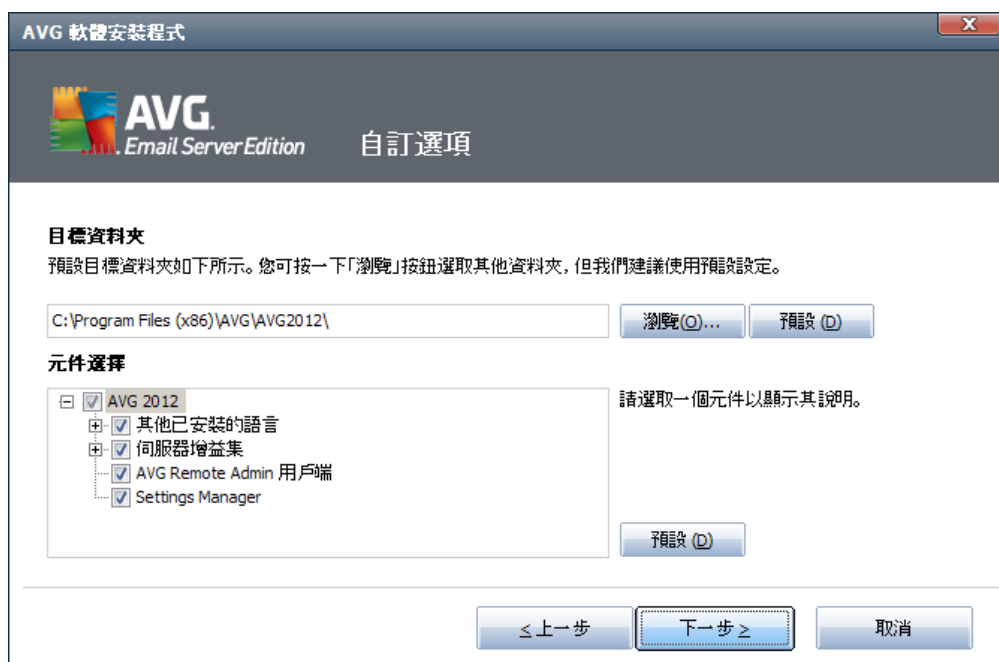 AVG 軟體安裝程式
AVG.
Email Server Edition
自訂選項
目標資料夾
預設目標資料夾如下所示。您可按一下「瀏覽」按鈕選取其他資料夾，但我們建議使用預設設定。
C:\Program Files (x86)\AVG\AVG2012\
瀏覽(O)...
預設 (D)
元件選擇
AVG 2012
其他已安裝的語言
伺服器增益集
AVG Remote Admin 用戶端
Settings Manager
請選取一個元件以顯示其說明。
預設 (D)
≤上一步
下一步≥
取消